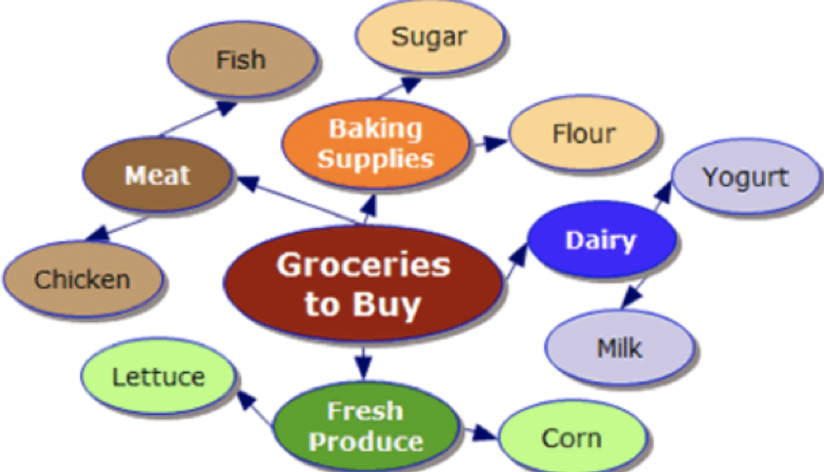 Sugar
Fish
Baking
Supplies
Flour
Meat
Yogurt
Dairy
Groceries
to Buy
Chicken
Milk
Lettuce
Fresh
Produce
Corn